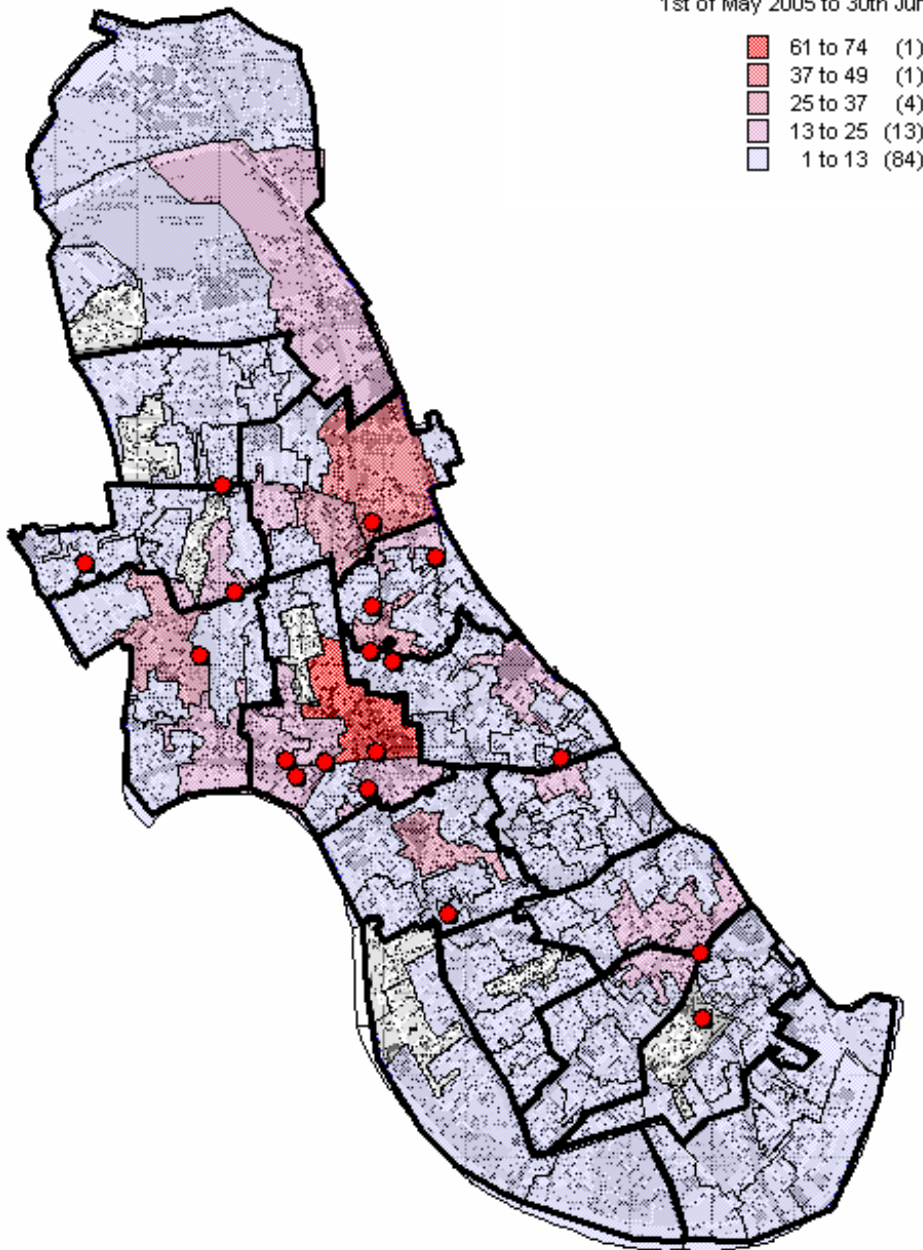 1st of May 2005 to 30th Jun
61 to 74 (1)
37 to 49 (1)
25 to 37 (4)
13 to 25 (13)
1 to 13 (84)